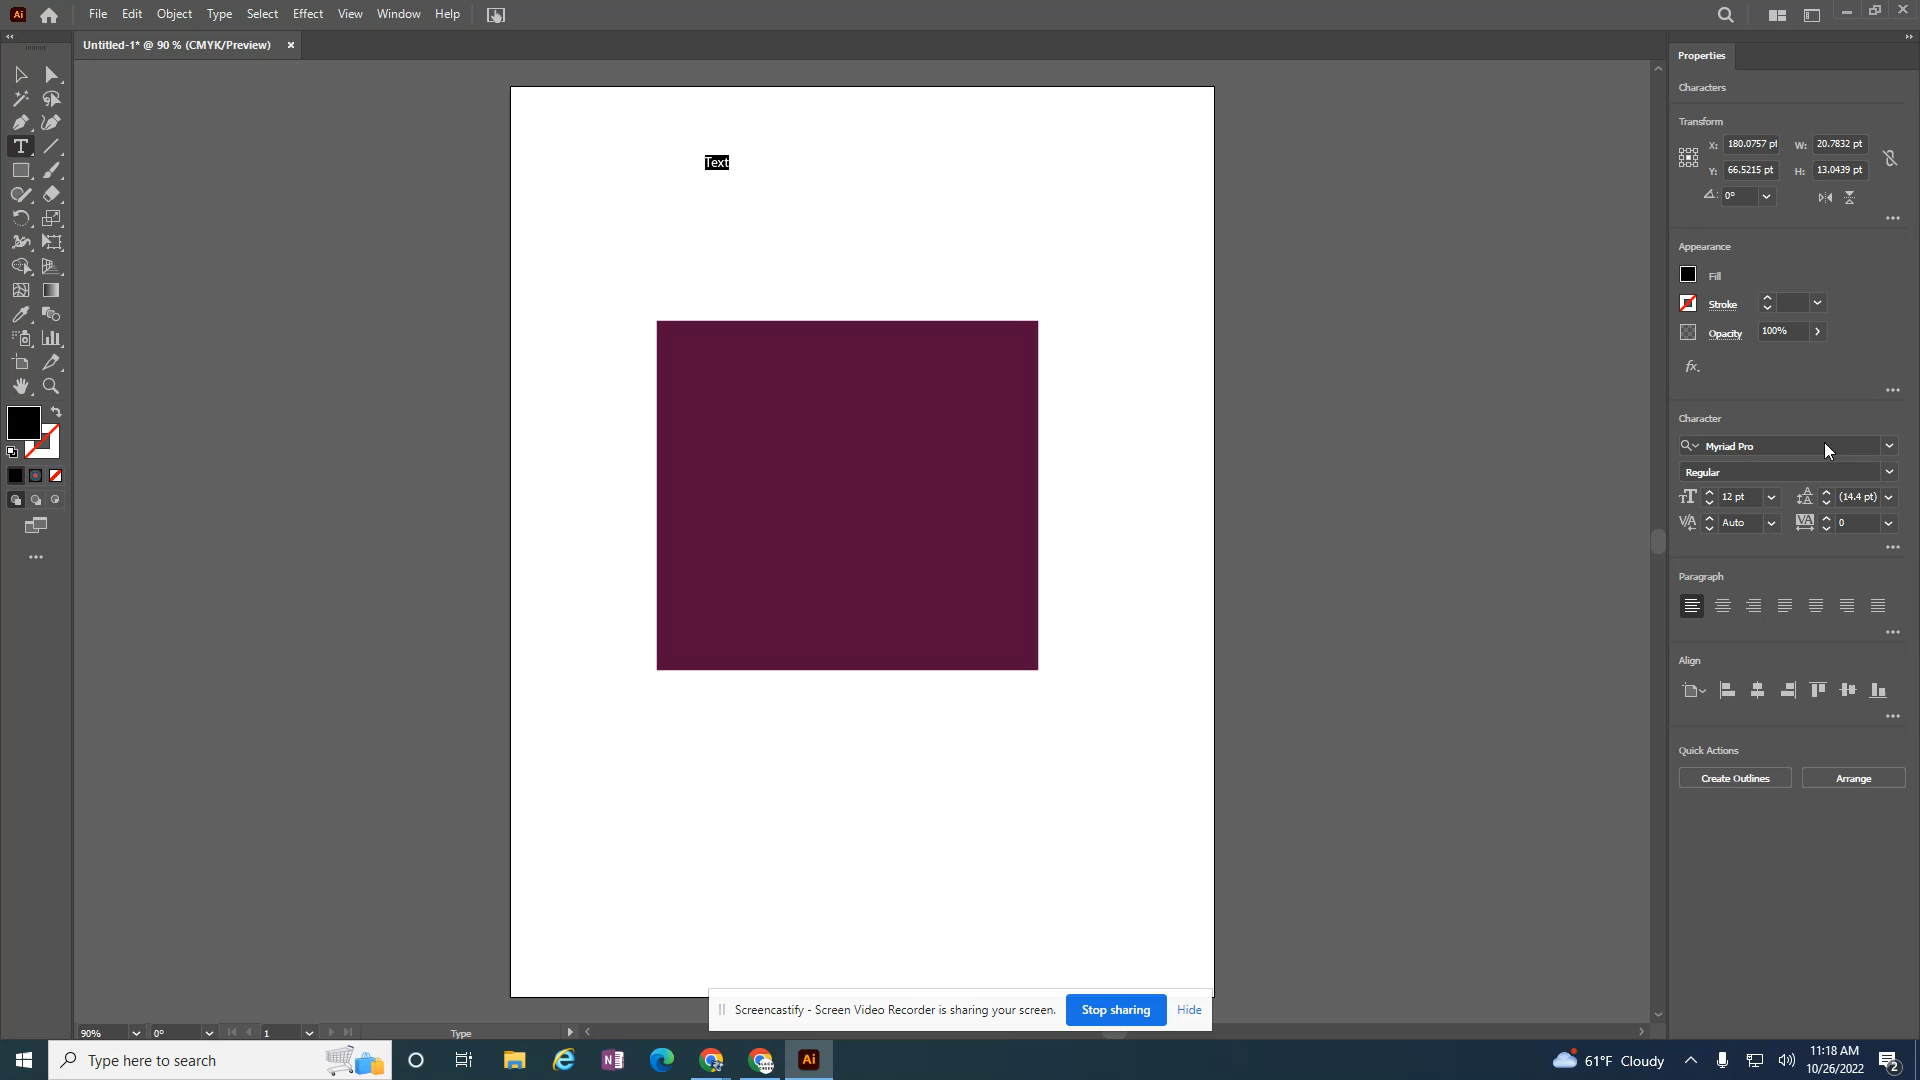 Ai File Edit Object Type Select Effect View Window Help
Untitled-1* @ 90 % (CMYK/Preview) ×
Properties
Characters
Transform
X: 180.0757 pt W: 20.7832 pt
Y: 66.5215 pt H: 13.0439 pt
0°
Appearance
Fill
Stroke
Opacity 100%
fx.
Character
Myriad Pro
Regular
12 pt (14.4 pt)
Auto 0
Paragraph
Align
Quick Actions
Create Outlines Arrange
Text
Screencastify - Screen Video Recorder is sharing your screen. Stop sharing Hide
90% 0° 1 Type
Type here to search
Ai
61°F Cloudy
11:18 AM
10/26/2022
2